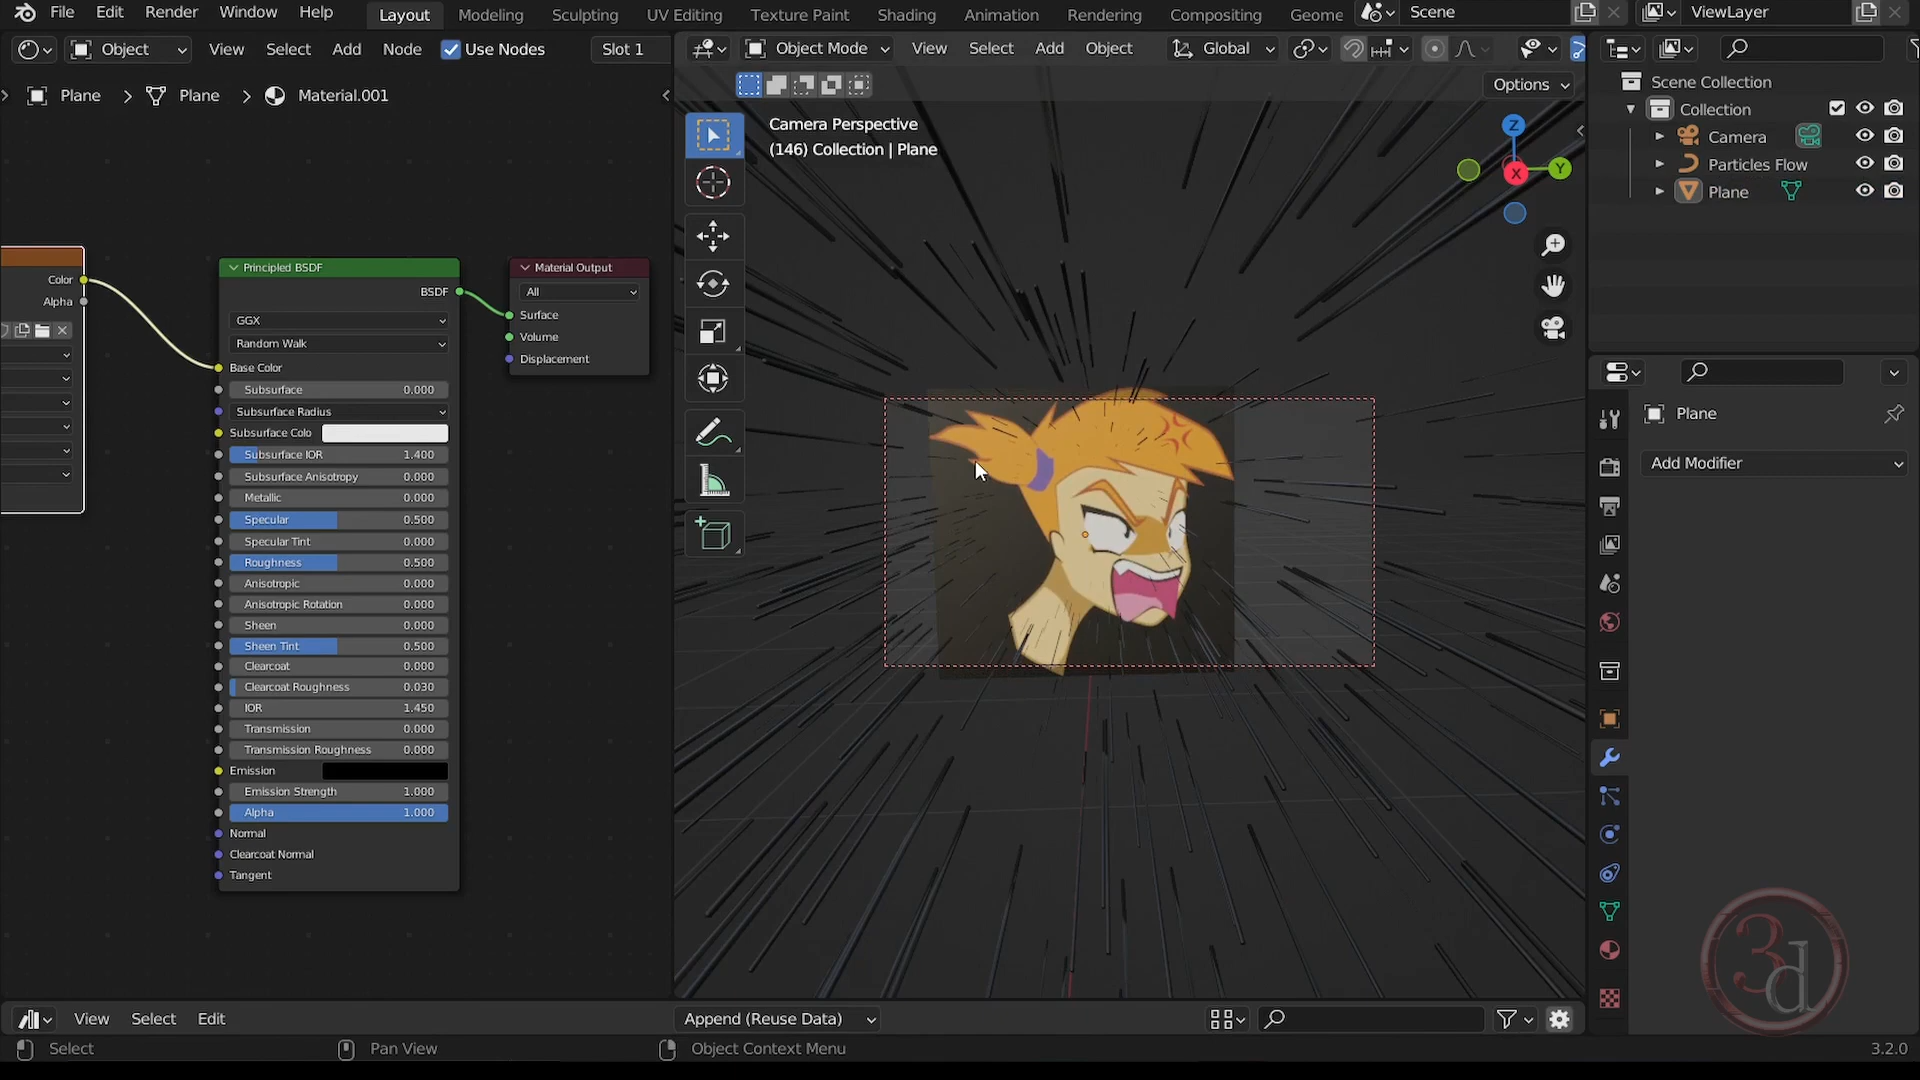 File Edit Render Window Help Layout Modeling Sculpting UV Editing Texture Paint Shading Animation Rendering Compositing Geome Scene ViewLayer
Object View Select Add Node Use Nodes Slot 1
Object Mode View Select Add Object Global
Options
Plane > Plane > Material.001
Camera Perspective
(146) Collection | Plane
Z
Y
X
Scene Collection
Collection
Camera
Particles Flow
Plane
Color
Alpha
Principled BSDF
BSDF
GGX
Random Walk
Base Color
Subsurface 0.000
Subsurface Radius
Subsurface Colo
Subsurface IOR 1.400
Subsurface Anisotropy 0.000
Metallic 0.000
Specular 0.500
Specular Tint 0.000
Roughness 0.500
Anisotropic 0.000
Anisotropic Rotation 0.000
Sheen 0.000
Sheen Tint 0.500
Clearcoat 0.000
Clearcoat Roughness 0.030
IOR 1.450
Transmission 0.000
Transmission Roughness 0.000
Emission
Emission Strength 1.000
Alpha 1.000
Normal
Clearcoat Normal
Tangent
Material Output
All
Surface
Volume
Displacement
Plane
Add Modifier
3d
View Select Edit
Append (Reuse Data)
Select Pan View Object Context Menu 3.2.0